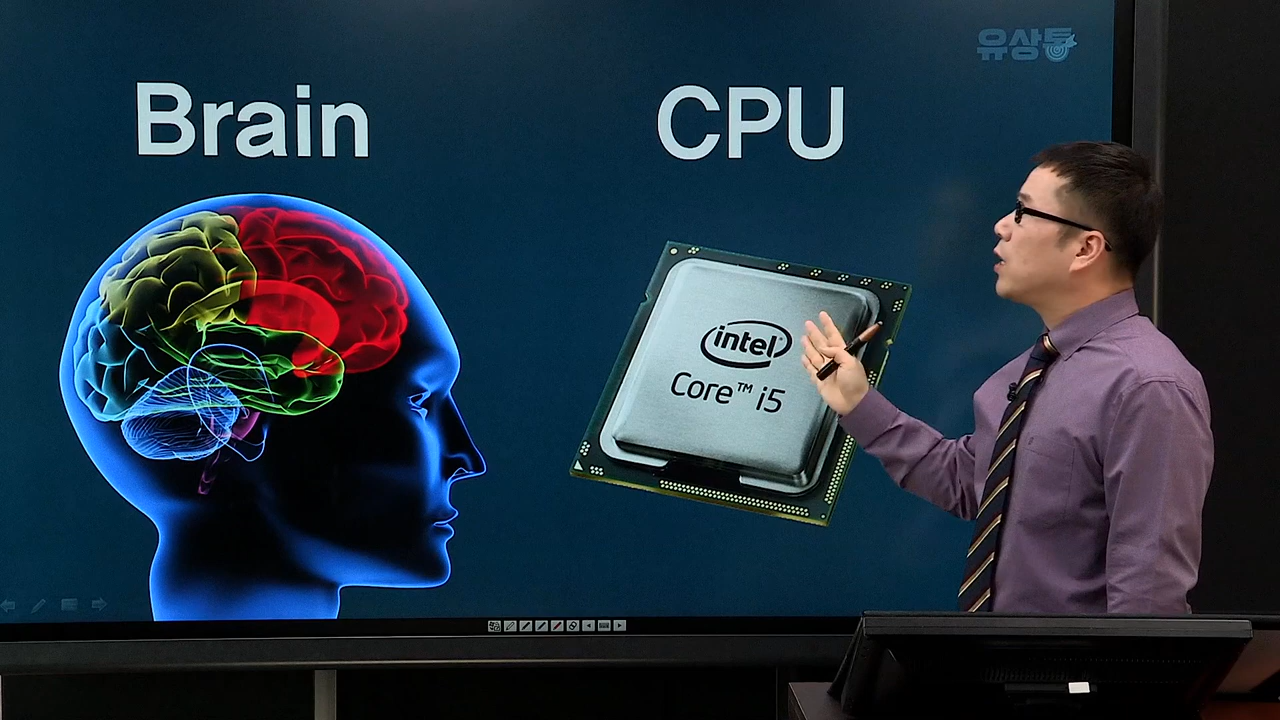 유상통
Brain
CPU
intel
Core™ i5